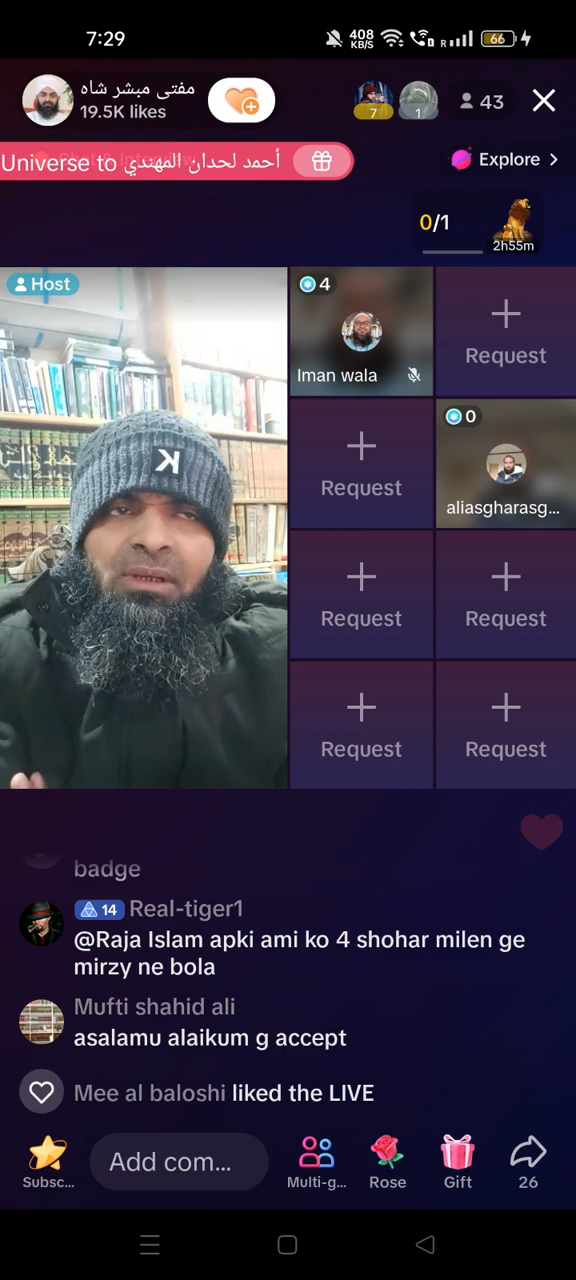 7:29
408
KB/S
R
66
مفتی مبشر شاہ
19.5K likes
7
1
43
Universe to أحمد لحدان المهندي
Explore
0/1
2h55m
Host
4
Iman wala
Request
0
aliasgharasg...
Request
Request
Request
Request
Request
K
badge
14 Real-tiger1
@Raja Islam apki ami ko 4 shohar milen ge
mirzy ne bola
Mufti shahid ali
asalamu alaikum g accept
Mee al baloshi liked the LIVE
Subsc...
Add com...
Multi-g...
Rose
Gift
26